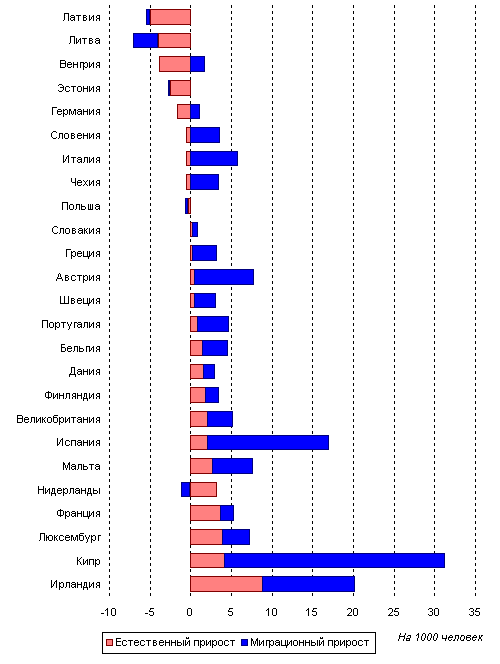 Латвия
Литва
Венгрия
Эстония
Германия
Словения
Италия
Чехия
Польша
Словакия
Греция
Австрия
Швеция
Португалия
Бельгия
Дания
Финляндия
Великобритания
Испания
Мальта
Нидерланды
Франция
Люксембург
Кипр
Ирландия
-10 -5 0 5 10 15 20 25 30 35
На 1000 человек
Естественный прирост Миграционный прирост